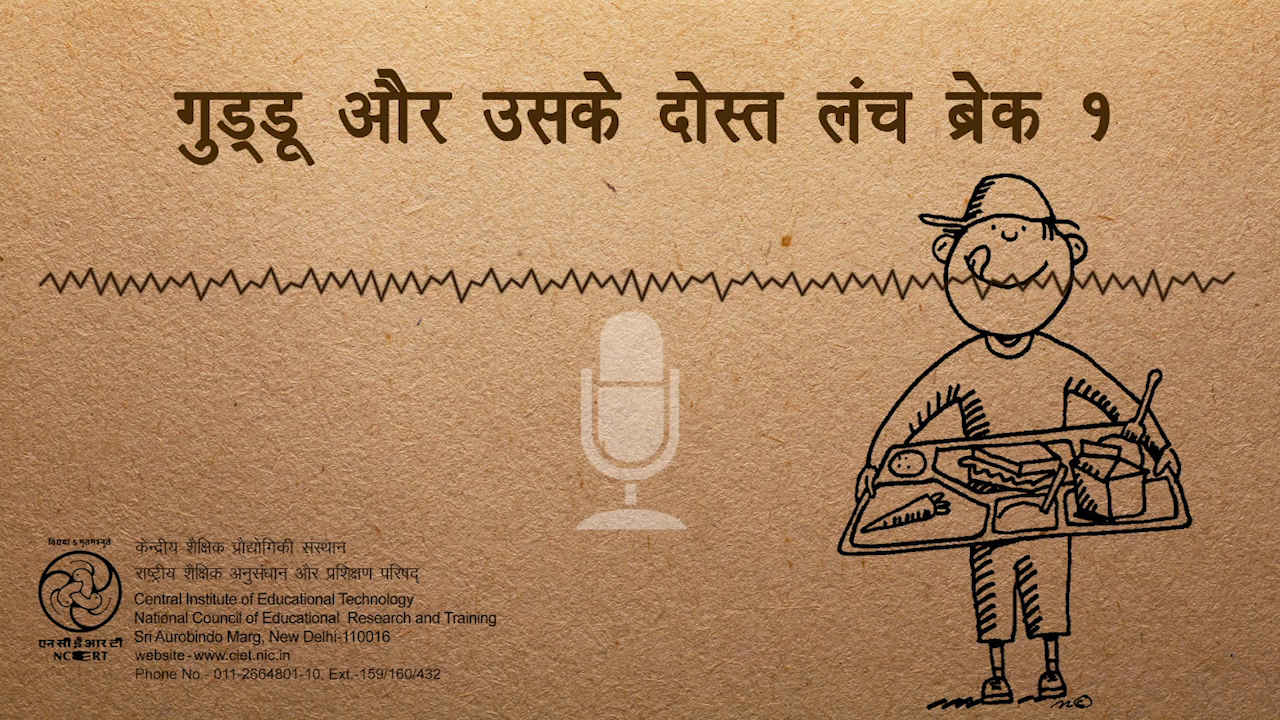 गुड्डू और उसके दोस्त लंच ब्रेक १
विद्यया ऽ मृतमश्नुते
एन सी ई आर टी
NCERT
केन्द्रीय शैक्षिक प्रौद्योगिकी संस्थान
राष्ट्रीय शैक्षिक अनुसंधान और प्रशिक्षण परिषद्
Central Institute of Educational Technology
National Council of Educational Research and Training
Sri Aurobindo Marg, New Delhi-110016
website-www.ciet.nic.in
Phone No.- 011-2664801-10, Ext.-159/160/432